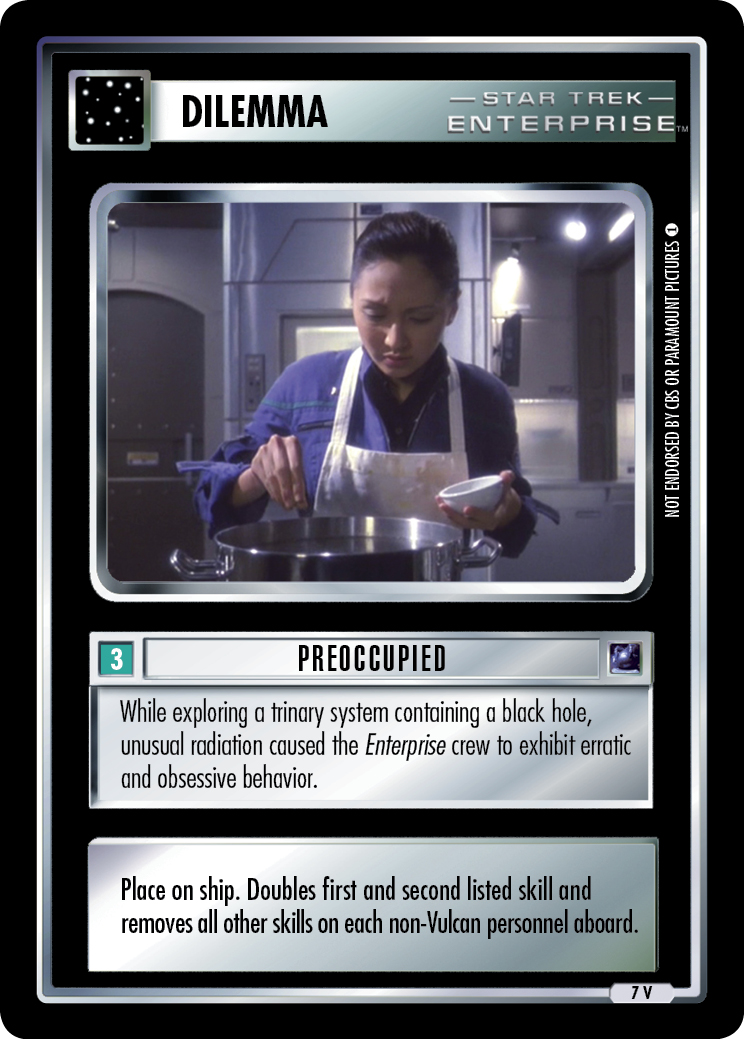 DILEMMA
STAR TREK
ENTERPRISE™
NOT ENDORSED BY CBS OR PARAMOUNT PICTURES 1
3 PREOCCUPIED
While exploring a trinary system containing a black hole,
unusual radiation caused the Enterprise crew to exhibit erratic
and obsessive behavior.
Place on ship. Doubles first and second listed skill and
removes all other skills on each non-Vulcan personnel aboard.
7 V